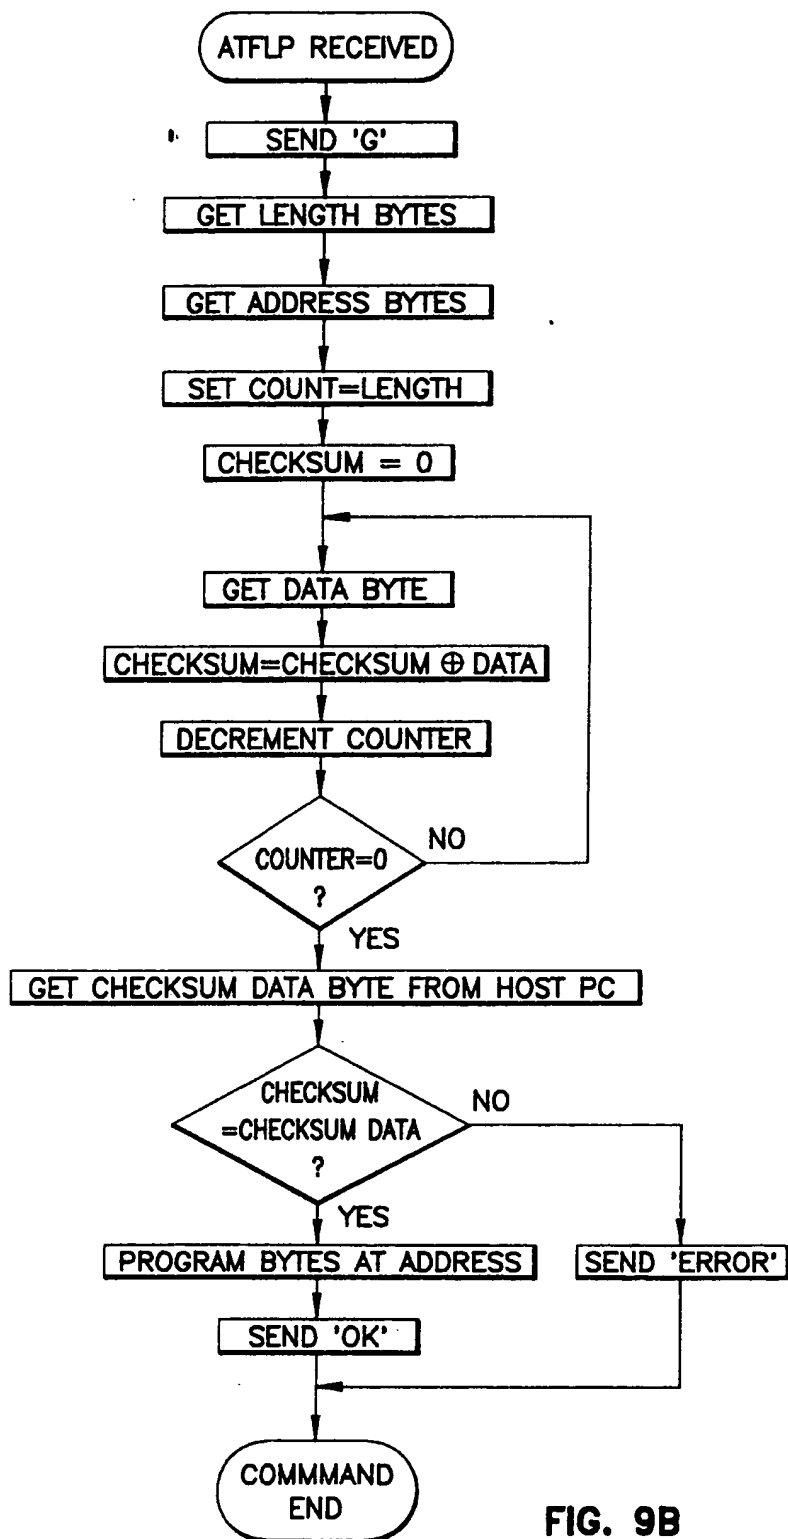 ATFLP RECEIVED
SEND 'G'
GET LENGTH BYTES
GET ADDRESS BYTES
SET COUNT=LENGTH
CHECKSUM = 0
GET DATA BYTE
CHECKSUM=CHECKSUM ⊕ DATA
DECREMENT COUNTER
COUNTER=0
?
NO
YES
GET CHECKSUM DATA BYTE FROM HOST PC
CHECKSUM
=CHECKSUM DATA
?
NO
YES
PROGRAM BYTES AT ADDRESS
SEND 'ERROR'
SEND 'OK'
COMMMAND
END
FIG. 9B